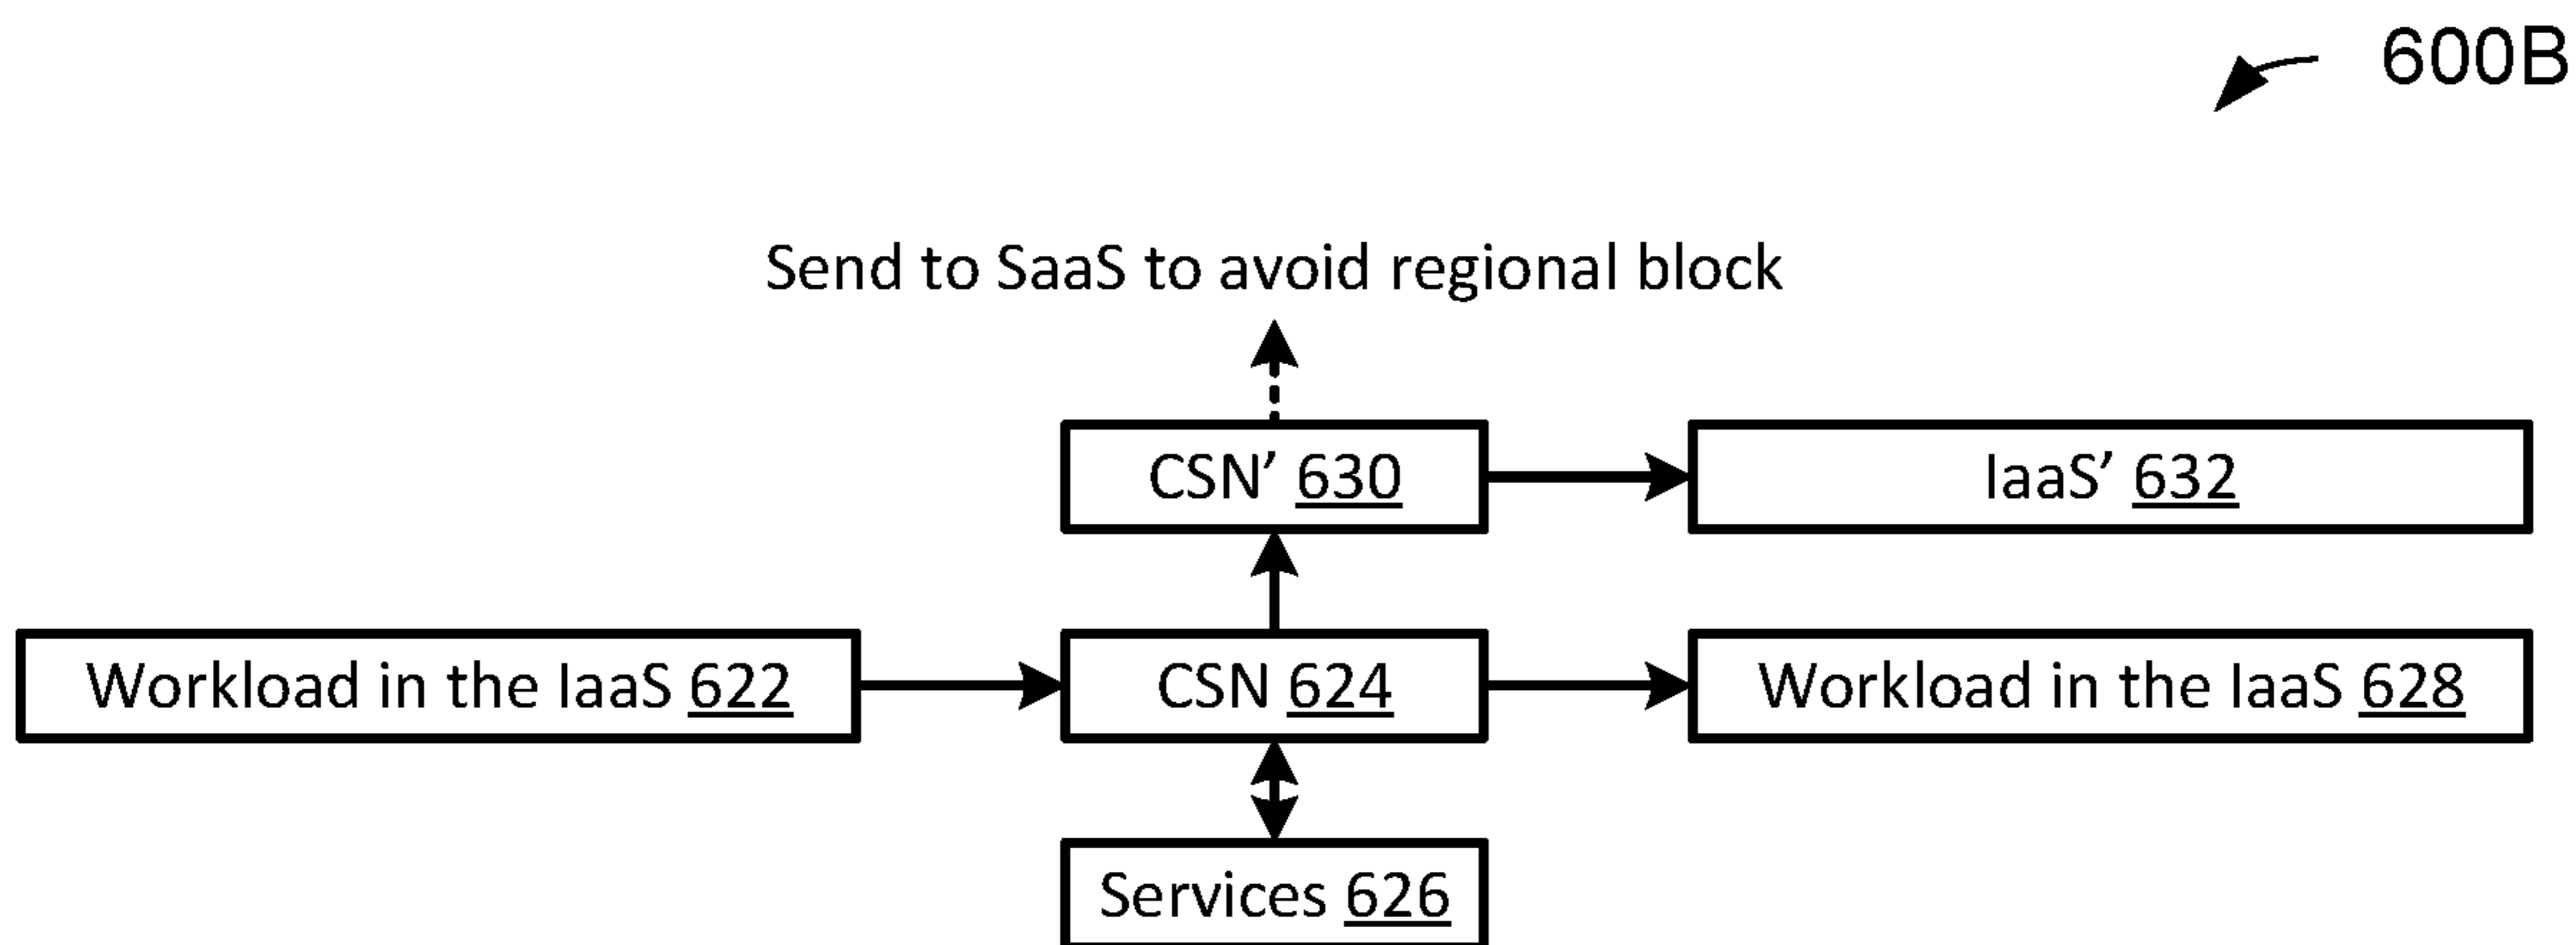 600B
Send to SaaS to avoid regional block
CSN’ 630
IaaS’ 632
Workload in the IaaS 622
CSN 624
Workload in the IaaS 628
Services 626